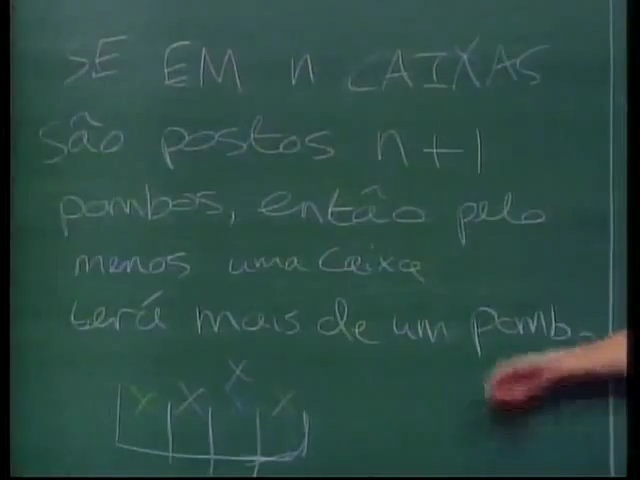 SE EM n CAIXAS
são postos n+1
pombos, então pelo
menos uma caixa
terá mais de um pombo
X X X X X